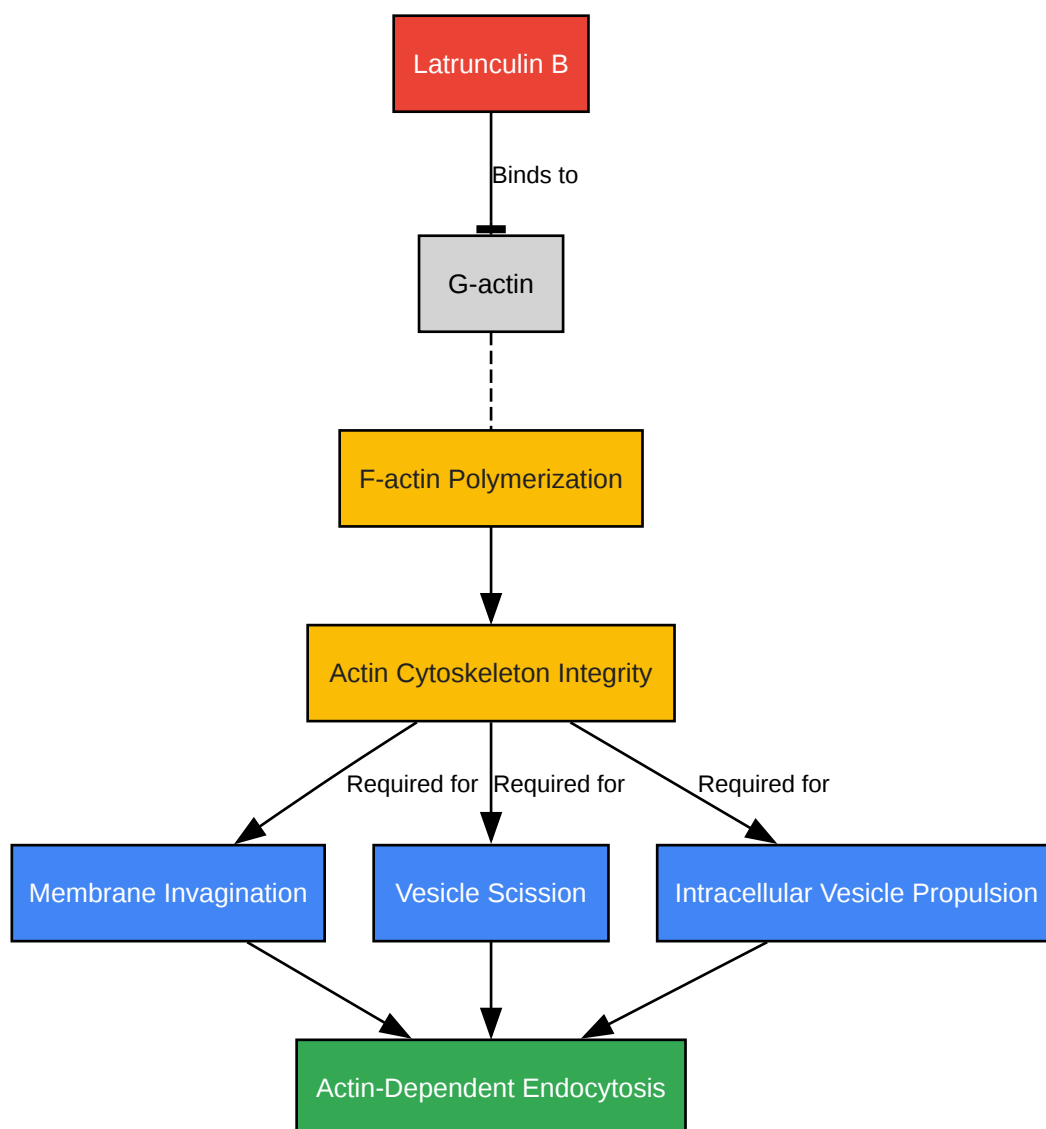 Latrunculin B
Binds to
G-actin
F-actin Polymerization
Actin Cytoskeleton Integrity
Required for
Required for
Required for
Membrane Invagination
Vesicle Scission
Intracellular Vesicle Propulsion
Actin-Dependent Endocytosis